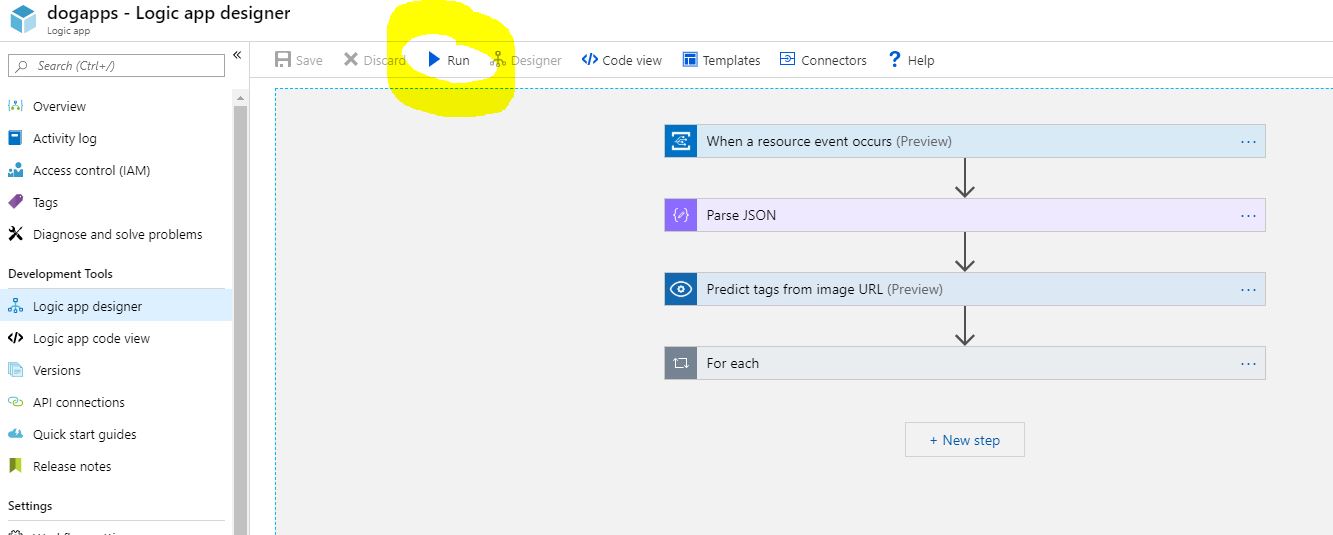 dogapps - Logic app designer
Logic app
Search (Ctrl+/)
«
Save Discard Run Designer Code view Templates Connectors Help
Overview
Activity log
Access control (IAM)
Tags
Diagnose and solve problems
Development Tools
Logic app designer
Logic app code view
Versions
API connections
Quick start guides
Release notes
Settings
When a resource event occurs (Preview)
Parse JSON
Predict tags from image URL (Preview)
For each
+ New step